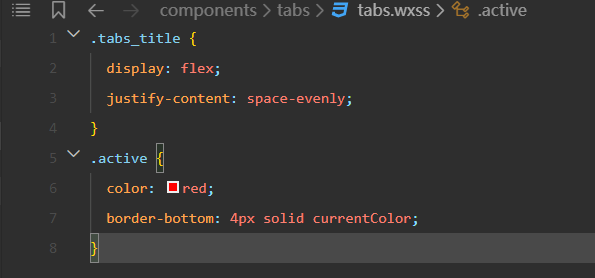 components > tabs > tabs.wxss > .active
1 .tabs_title {
2 display: flex;
3 justify-content: space-evenly;
4 }
5 .active {
6 color: red;
7 border-bottom: 4px solid currentColor;
8 }